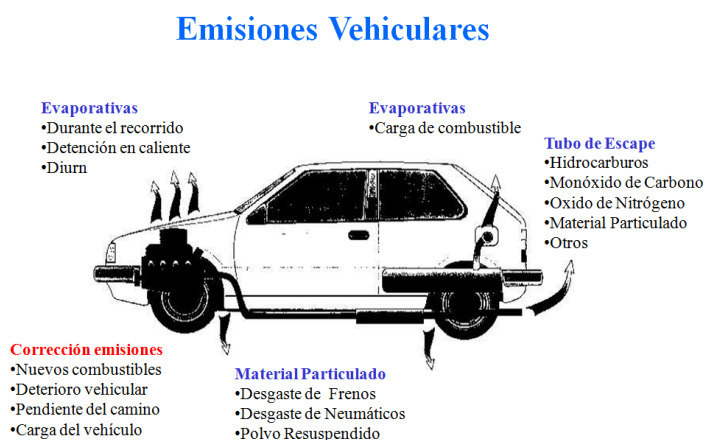 Emisiones Vehiculares
Evaporativas
•Durante el recorrido
•Detención en caliente
•Diurn
Evaporativas
•Carga de combustible
Tubo de Escape
•Hidrocarburos
•Monóxido de Carbono
•Oxido de Nitrógeno
•Material Particulado
•Otros
Corrección emisiones
•Nuevos combustibles
•Deterioro vehicular
•Pendiente del camino
•Carga del vehículo
Material Particulado
•Desgaste de Frenos
•Desgaste de Neumáticos
•Polvo Resuspendido